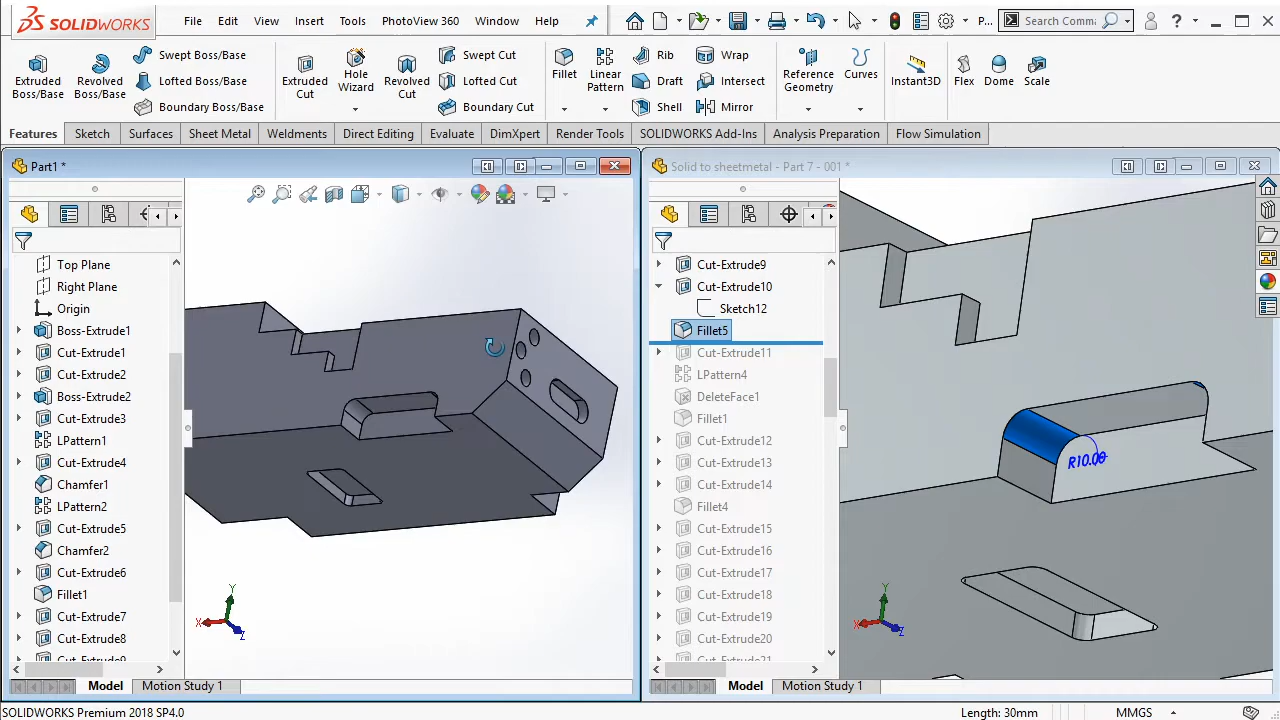 SOLIDWORKS
File Edit View Insert Tools PhotoView 360 Window Help
P... Search Comma
Extruded Boss/Base
Revolved Boss/Base
Swept Boss/Base
Lofted Boss/Base
Boundary Boss/Base
Extruded Cut
Hole Wizard
Revolved Cut
Swept Cut
Lofted Cut
Boundary Cut
Fillet
Linear Pattern
Rib
Draft
Shell
Wrap
Intersect
Mirror
Reference Geometry
Curves
Instant3D
Flex
Dome
Scale
Features Sketch Surfaces Sheet Metal Weldments Direct Editing Evaluate DimXpert Render Tools SOLIDWORKS Add-Ins Analysis Preparation Flow Simulation
Part1 *
Top Plane
Right Plane
Origin
Boss-Extrude1
Cut-Extrude1
Cut-Extrude2
Boss-Extrude2
Cut-Extrude3
LPattern1
Cut-Extrude4
Chamfer1
LPattern2
Cut-Extrude5
Chamfer2
Cut-Extrude6
Fillet1
Cut-Extrude7
Cut-Extrude8
Y
X
Z
Model Motion Study 1
Solid to sheetmetal - Part 7 - 001 *
Cut-Extrude9
Cut-Extrude10
Sketch12
Fillet5
Cut-Extrude11
LPattern4
DeleteFace1
Fillet1
Cut-Extrude12
Cut-Extrude13
Cut-Extrude14
Fillet4
Cut-Extrude15
Cut-Extrude16
Cut-Extrude17
Cut-Extrude18
Cut-Extrude19
Cut-Extrude20
Cut-Extrude21
R10.00
Y
X
Z
Model Motion Study 1
SOLIDWORKS Premium 2018 SP4.0
Length: 30mm
MMGS